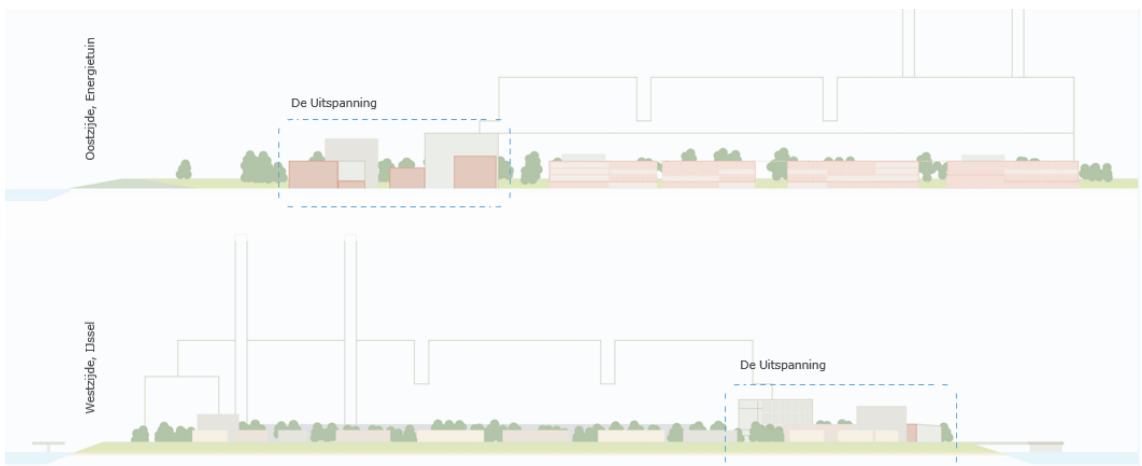 Oostzijde, Energietuin
De Uitspanning
Westzijde, IJssel
De Uitspanning